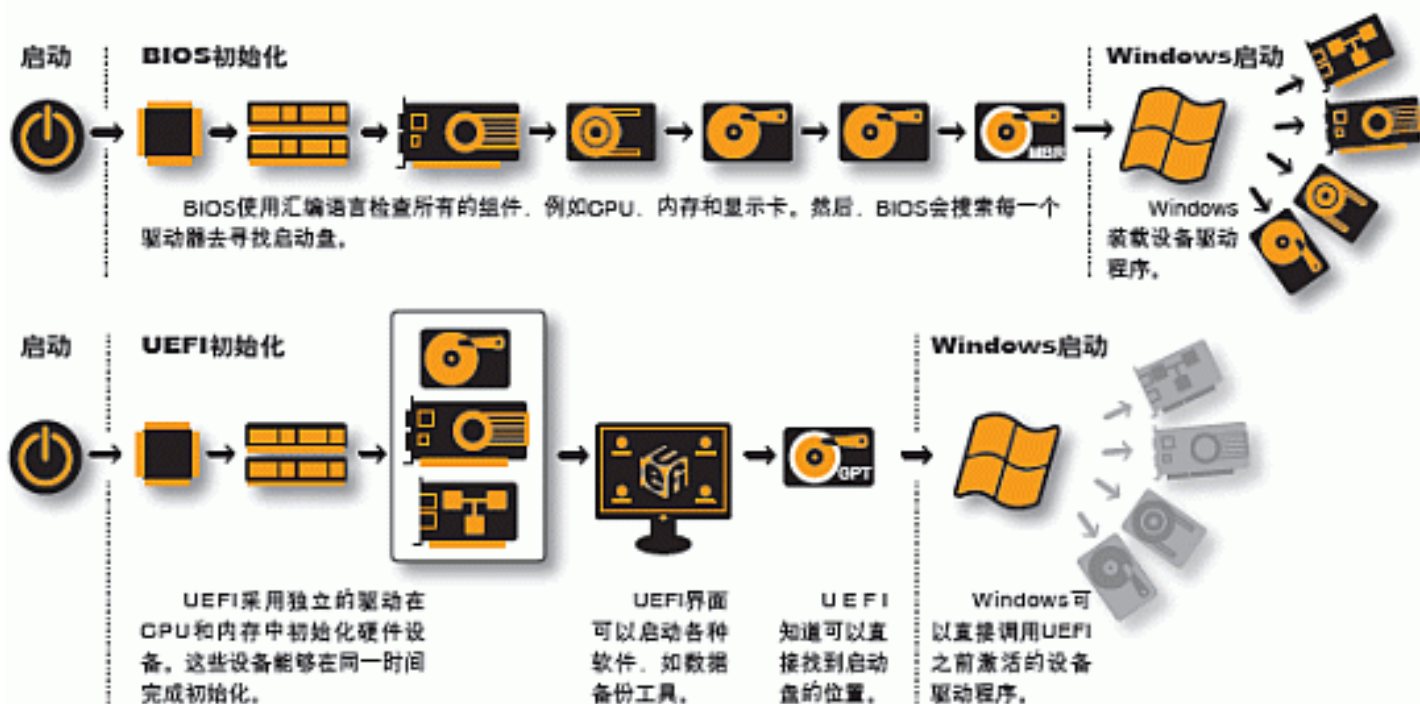 启动
BIOS初始化
Windows启动
MBR
BIOS使用汇编语言检查所有的组件，例如CPU、内存和显示卡。然后，BIOS会搜索每一个
驱动器去寻找启动盘。
Windows
装载设备驱动
程序。
启动
UEFI初始化
Windows启动
UEFi
GPT
UEFI采用独立的驱动在
CPU和内存中初始化硬件设
备。这些设备能够在同一时间
完成初始化。
UEFI界面
可以启动各种
软件，如数据
备份工具。
UEFI
知道可以直
接找到启动
盘的位置。
Windows可
以直接调用UEFI
之前激活的设备
驱动程序。